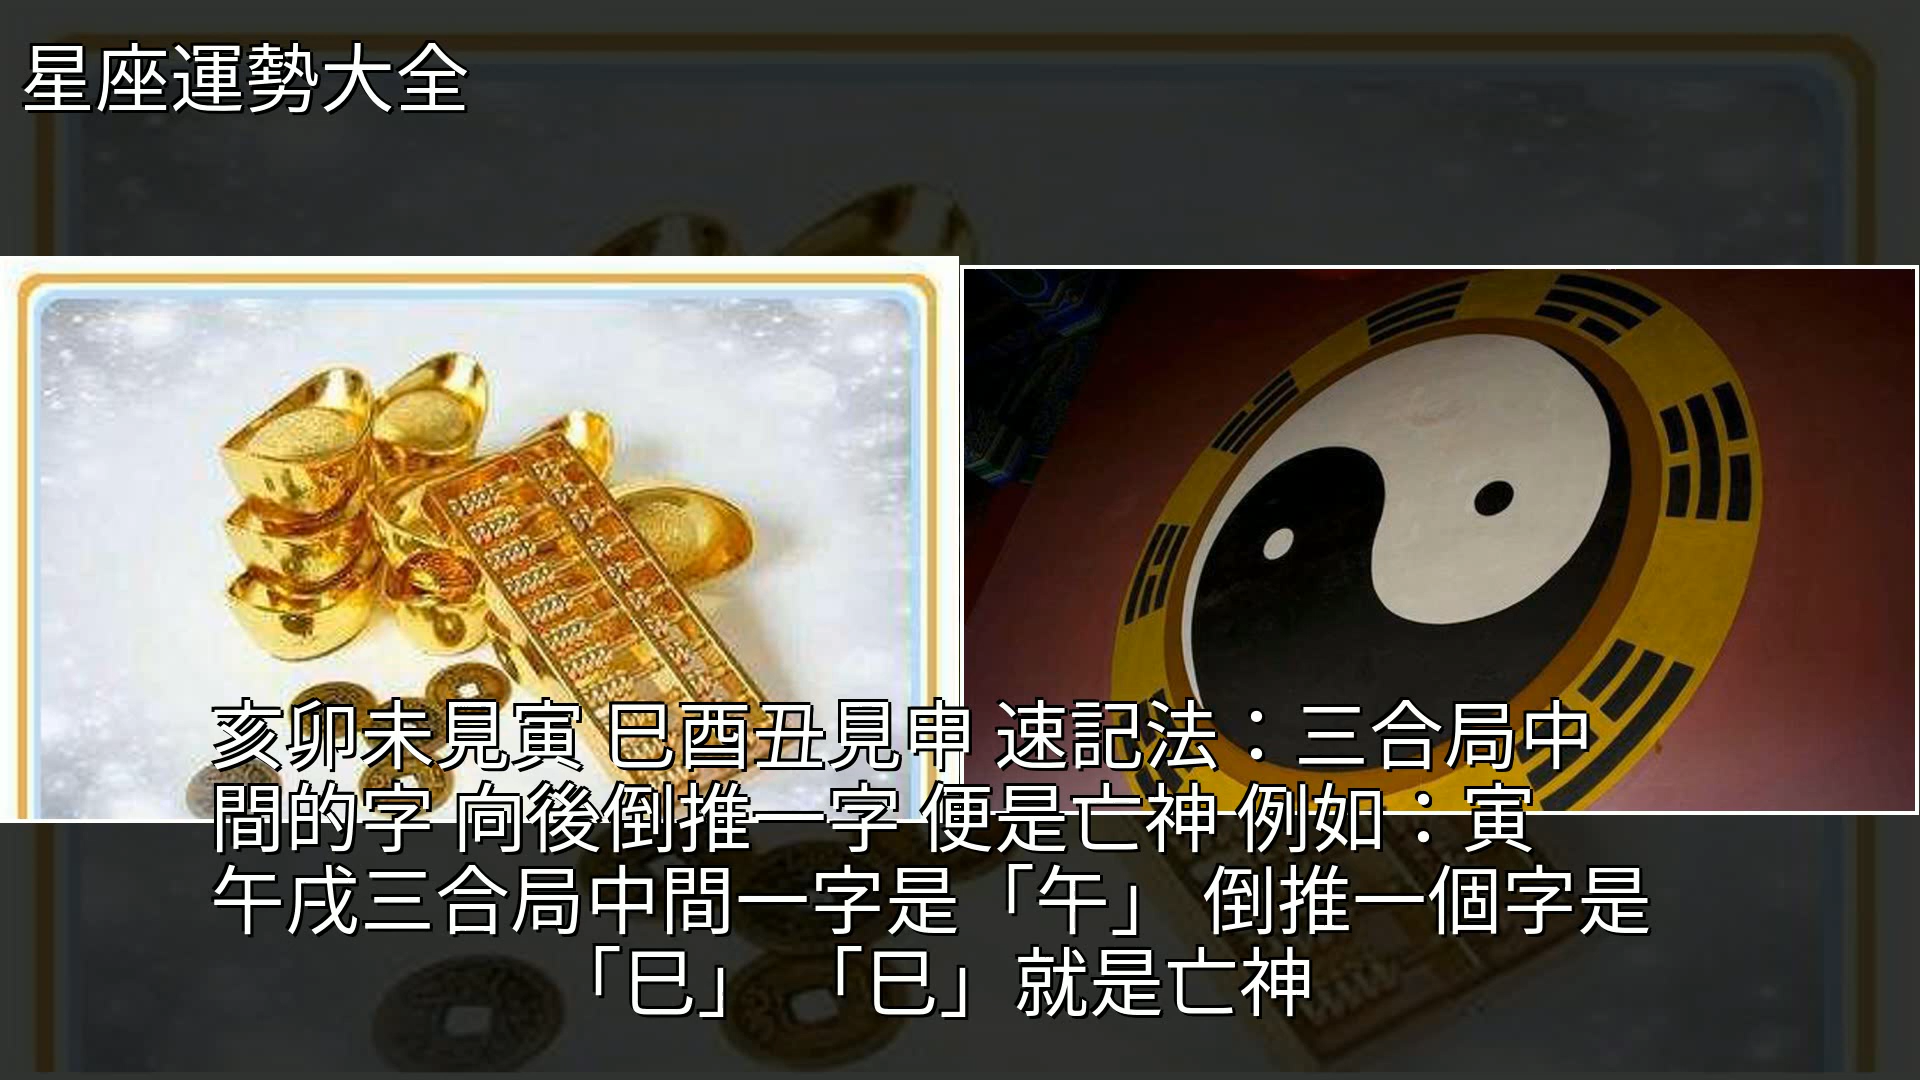 星座運勢大全
亥卯未見寅 巳酉丑見申 速記法：三合局中
間的字 向後倒推一字 便是亡神 例如：寅
午戌三合局中間一字是「午」 倒推一個字是
「巳」 「巳」就是亡神